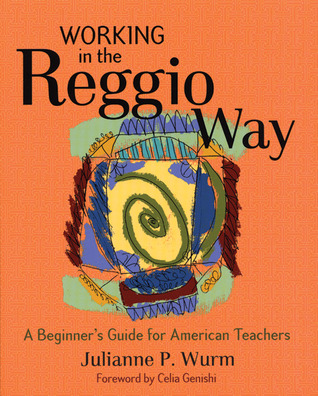 WORKING
in the
Reggio
Way
A Beginner's Guide for American Teachers
Julianne P. Wurm
Foreword by Celia Genishi